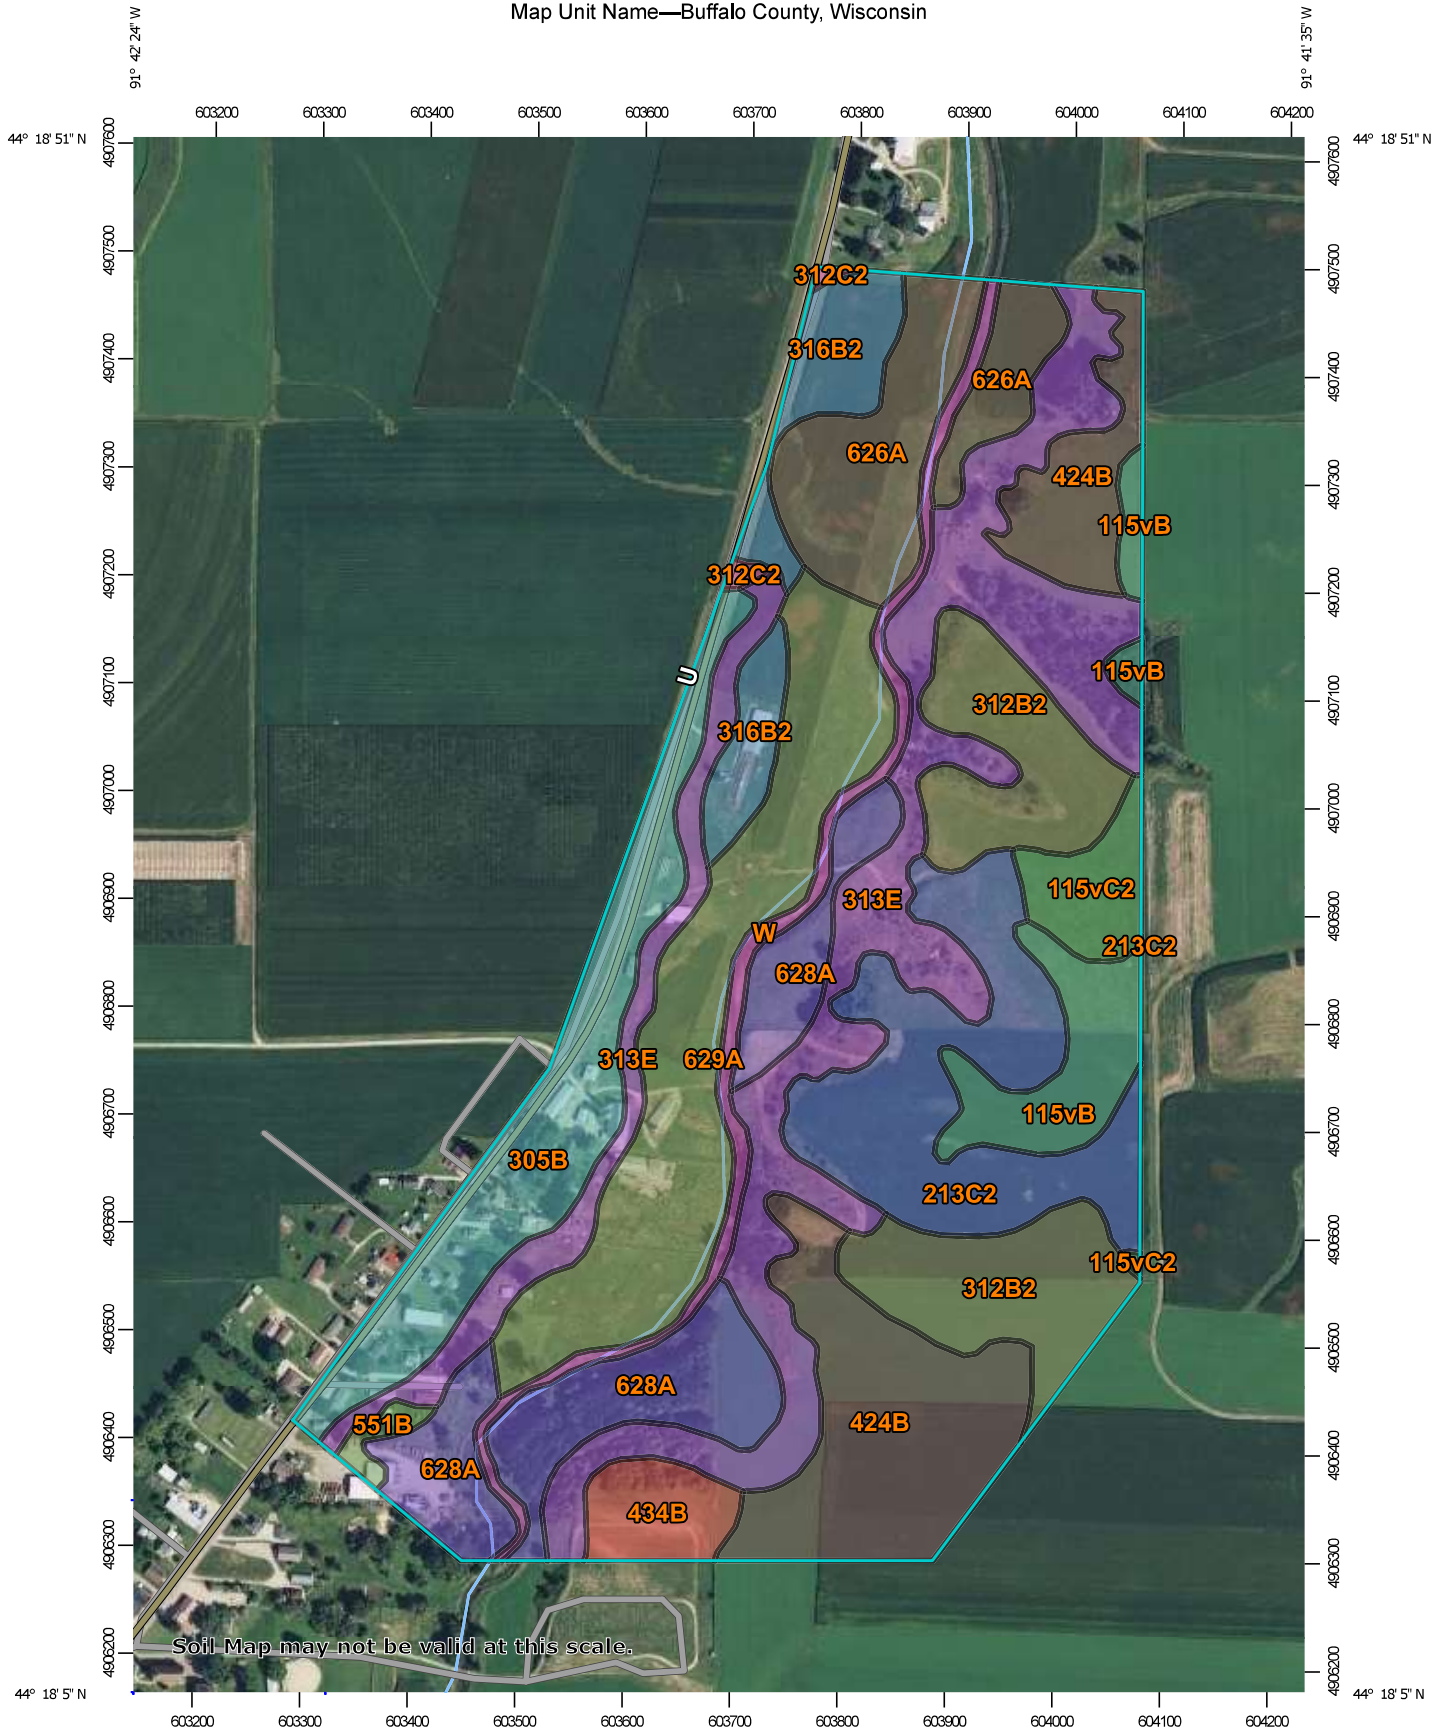 Map Unit Name—Buffalo County, Wisconsin
91° 42' 24" W
91° 41' 35" W
603200 603300 603400 603500 603600 603700 603800 603900 604000 604100 604200
44° 18' 51" N
44° 18' 51" N
4907600
4907600
4907500
4907500
312C2
316B2
4907400
4907400
626A
626A
4907300
4907300
424B
115vB
312C2
4907200
4907200
U
115vB
4907100
4907100
312B2
316B2
4907000
4907000
115vC2
313E
4906900
4906900
W
213C2
628A
4906800
4906800
313E
629A
4906700
4906700
115vB
305B
213C2
4906600
4906600
115vC2
312B2
4906500
4906500
628A
551B
424B
4906400
4906400
628A
434B
4906300
4906300
Soil Map may not be valid at this scale.
4906200
4906200
44° 18' 5" N
44° 18' 5" N
603200 603300 603400 603500 603600 603700 603800 603900 604000 604100 604200